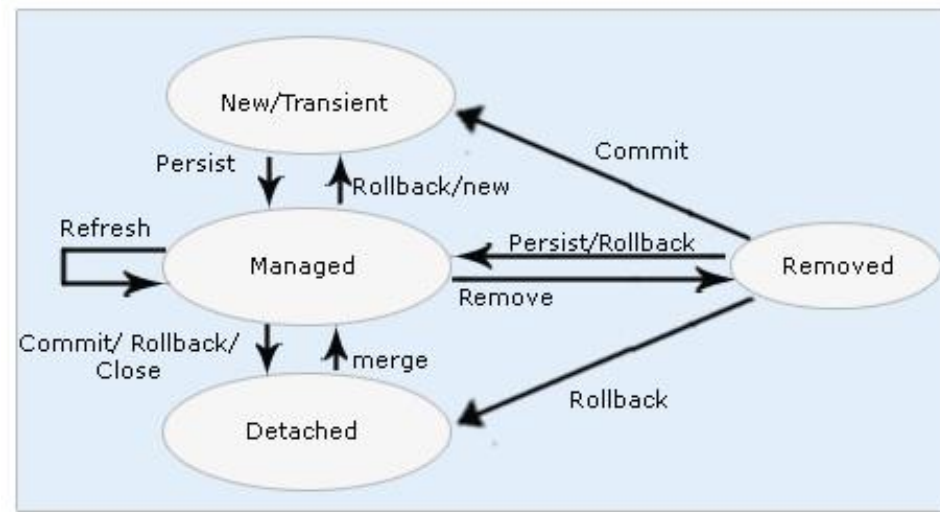 New/Transient
Commit
Persist
Rollback/new
Refresh
Persist/Rollback
Managed
Removed
Remove
Commit/ Rollback/
Close
merge
Rollback
Detached